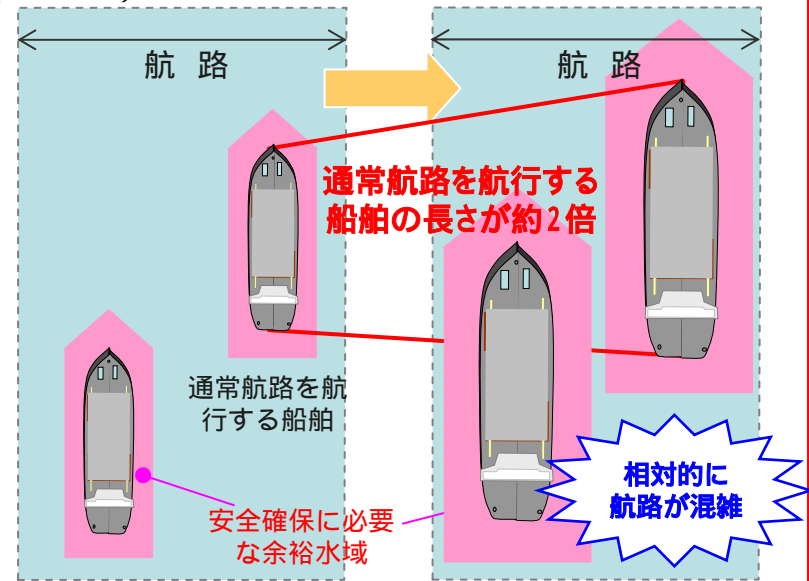 航 路
航 路
通常航路を航行する
船舶の長さが約2倍
通常航路を航
行する船舶
安全確保に必要
な余裕水域
相対的に
航路が混雑